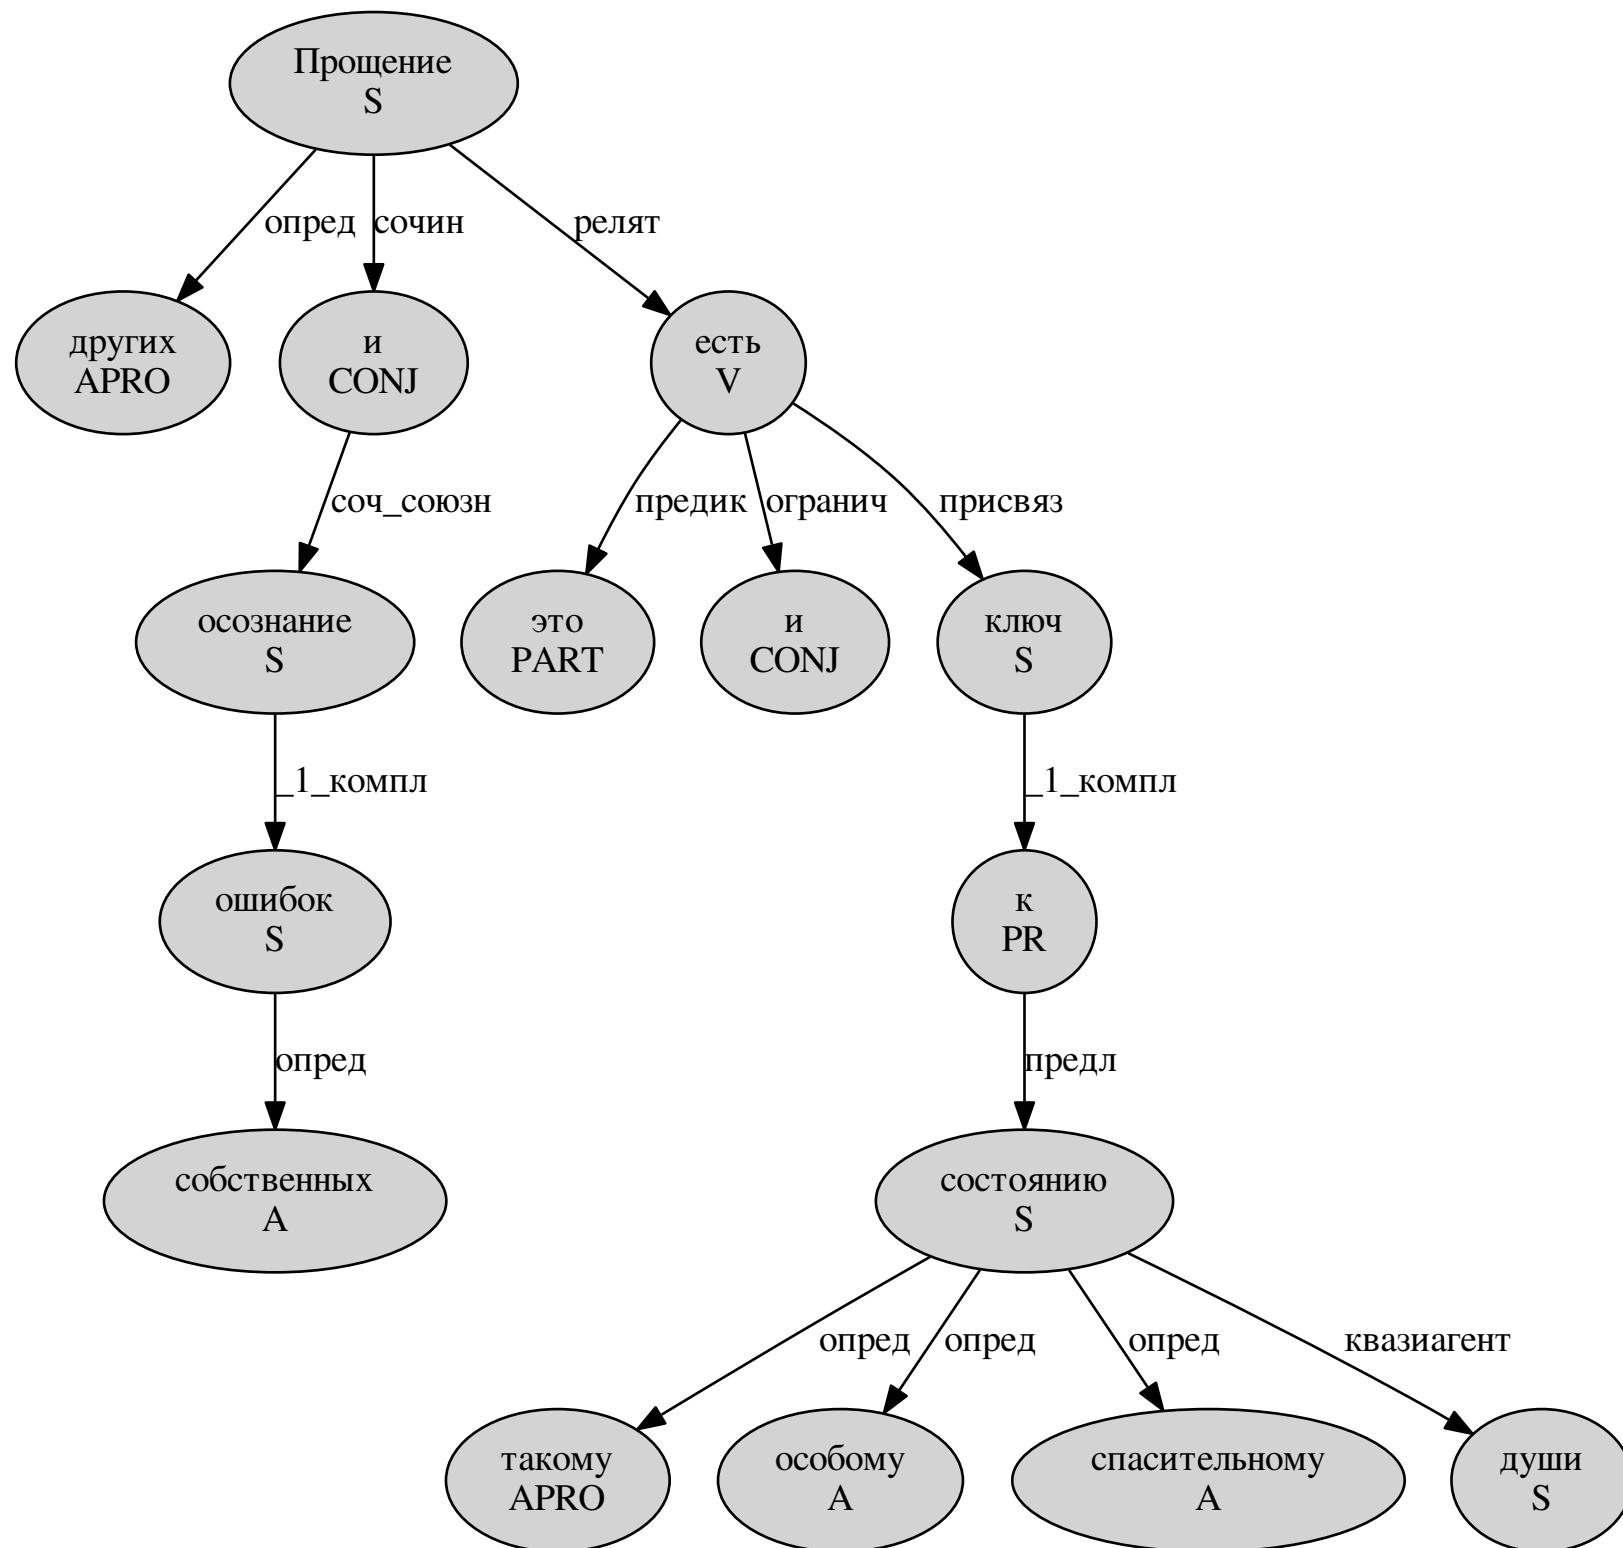 Прощение
S
опред
сочин
релят
других
APRO
и
CONJ
есть
V
соч_союзн
предик
огранич
присвяз
осознание
S
это
PART
и
CONJ
ключ
S
_1_компл
_1_компл
ошибок
S
к
PR
опред
предл
собственных
A
состоянию
S
опред
опред
опред
квазиагент
такому
APRO
особому
A
спасительному
A
души
S